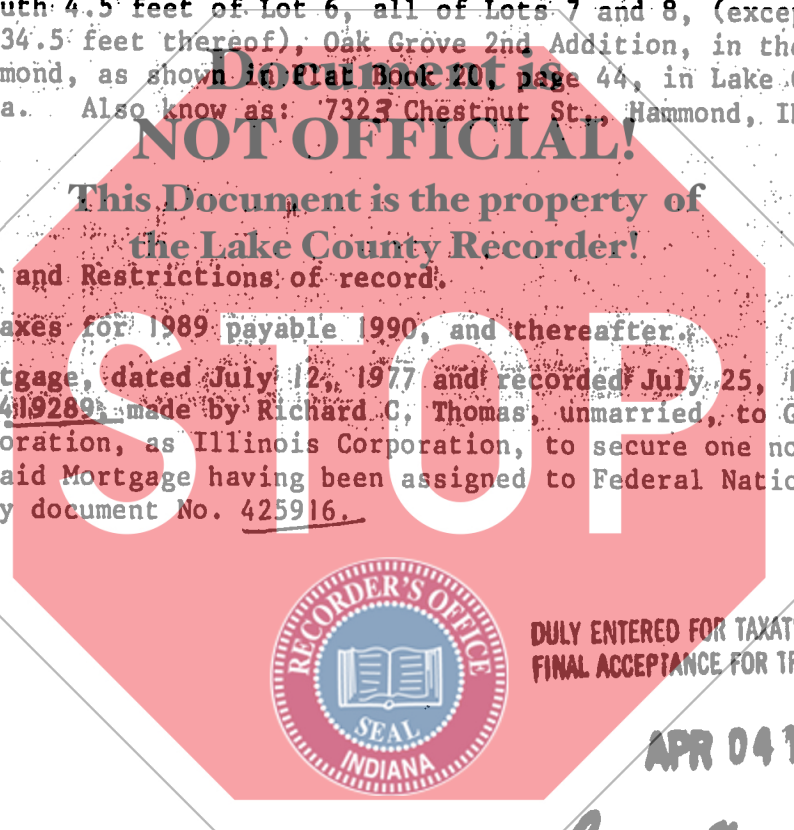 uth 4.5 feet of Lot 6, all of Lots 7 and 8, (excep
34.5 feet thereof), Oak Grove 2nd Addition, in the
Document is
mond, as shown in Plat Book 20, page 44, in Lake
a. Also know as: 7323 Chestnut St., Hammond, I
NOT OFFICIAL!
This Document is the property of
the Lake County Recorder!
and Restrictions of record.
axes for 1989 payable 1990, and thereafter.
STOP
tgage, dated July 12, 1977 and recorded July 25,
419289, made by Richard C. Thomas, unmarried, to G
oration, as Illinois Corporation, to secure one no
aid Mortgage having been assigned to Federal Natio
y document No. 425916.
RECORDER'S OFFICE
SEAL
INDIANA
DULY ENTERED FOR TAXAT
FINAL ACCEPTANCE FOR TR
APR 04 1